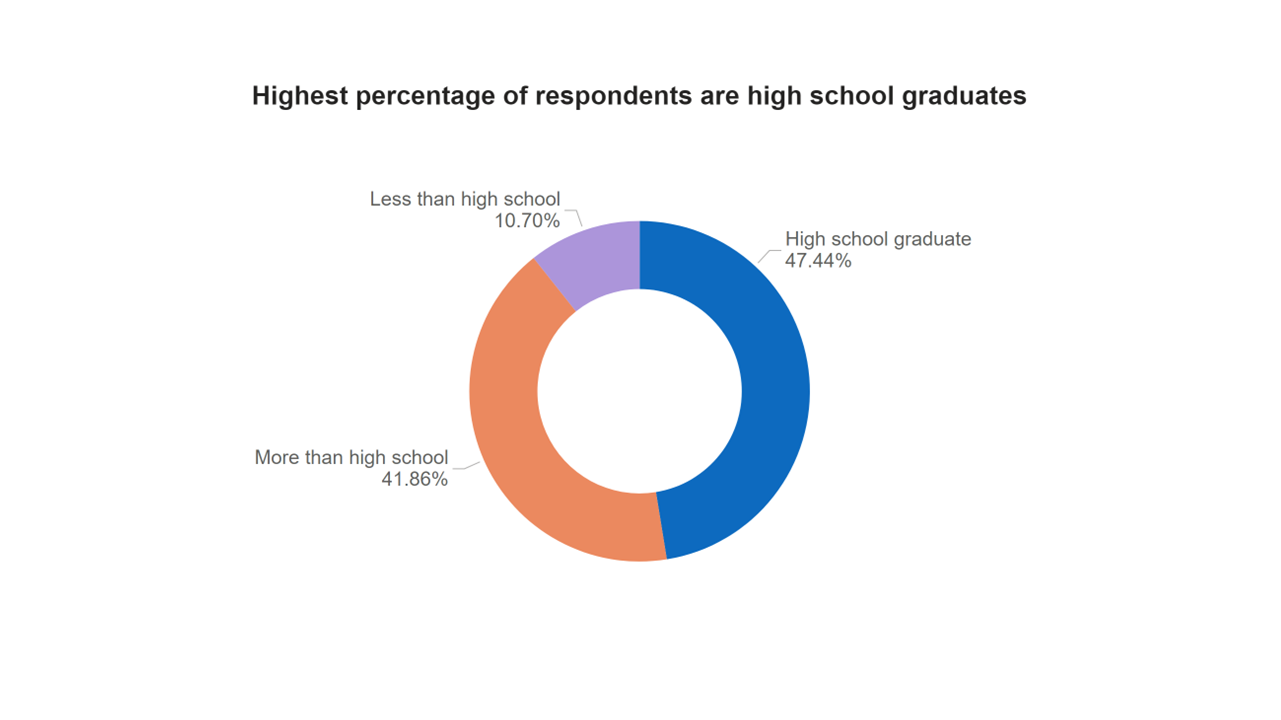 Highest percentage of respondents are high school graduates
Less than high school
10.70%
High school graduate
47.44%
More than high school
41.86%